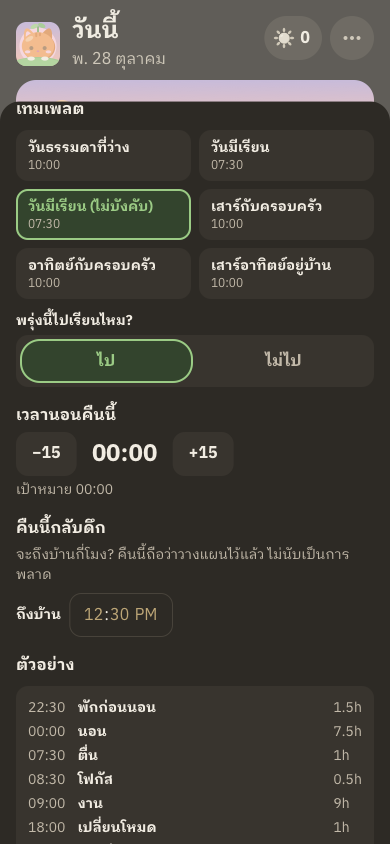 วันนี้
พ. 28 ตุลาคม
0
เทมเพลต
วันธรรมดาที่ว่าง
10:00
วันมีเรียน
07:30
วันมีเรียน (ไม่บังคับ)
07:30
เสาร์กับครอบครัว
10:00
อาทิตย์กับครอบครัว
10:00
เสาร์อาทิตย์อยู่บ้าน
10:00
พรุ่งนี้ไปเรียนไหม?
ไป
ไม่ไป
เวลานอนคืนนี้
−15
00:00
+15
เป้าหมาย 00:00
คืนนี้กลับดึก
จะถึงบ้านกี่โมง? คืนนี้ถือว่าวางแผนไว้แล้ว ไม่นับเป็นการ
พลาด
ถึงบ้าน 12:30 PM
ตัวอย่าง
22:30 พักก่อนนอน 1.5h
00:00 นอน 7.5h
07:30 ตื่น 1h
08:30 โฟกัส 0.5h
09:00 งาน 9h
18:00 เปลี่ยนโหมด 1h